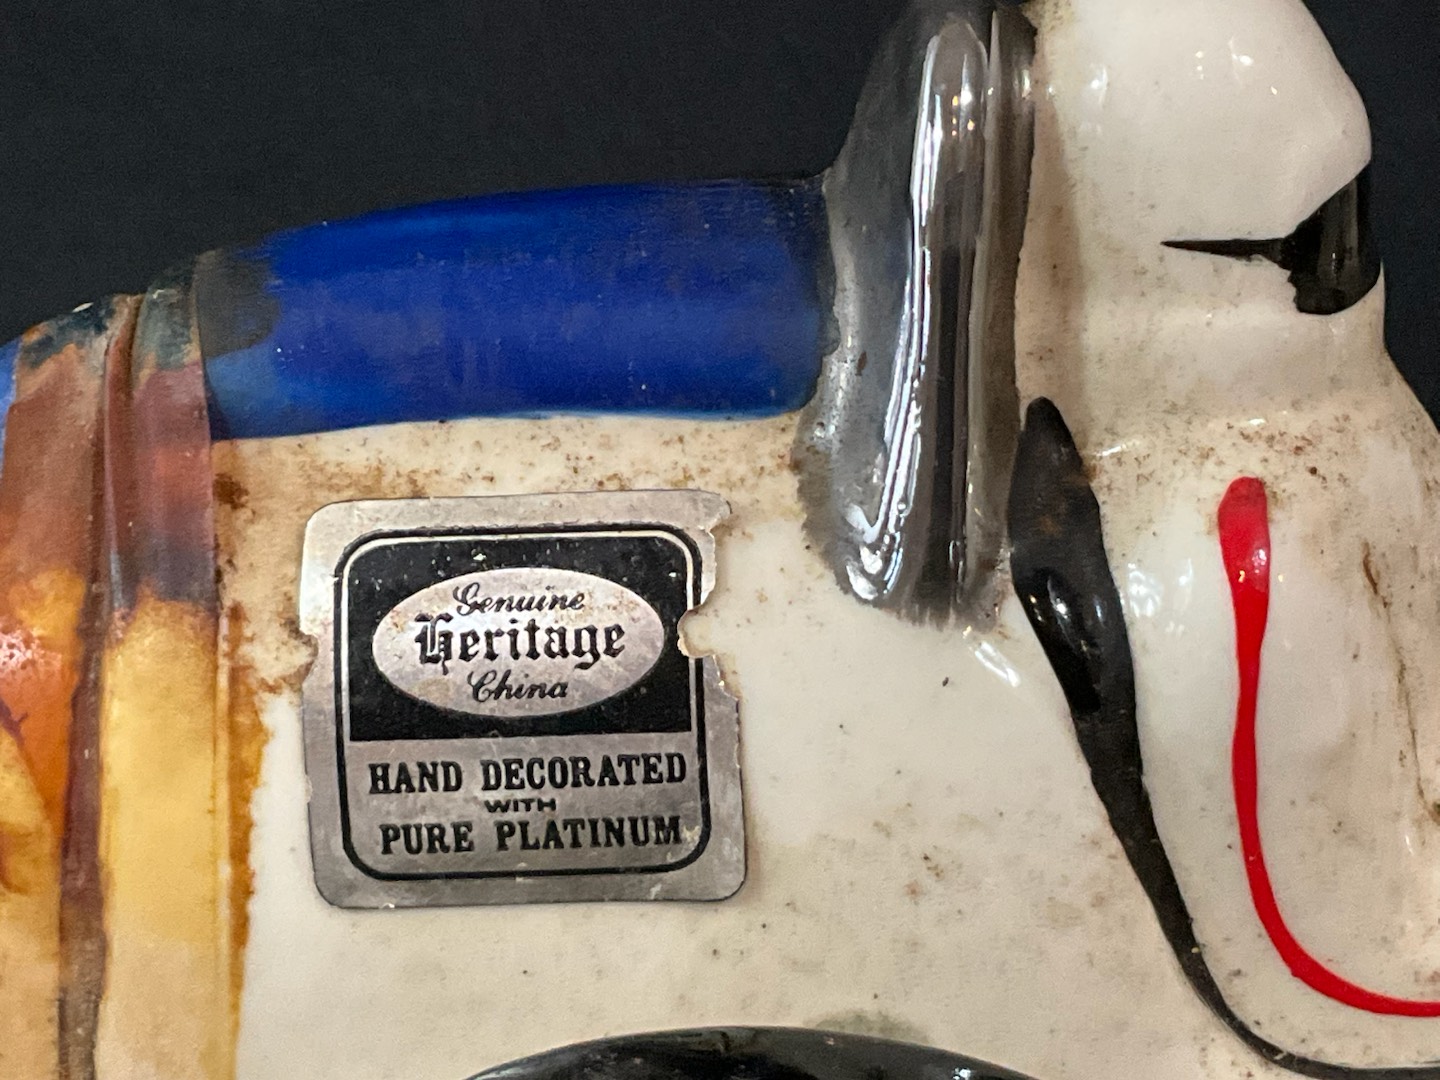 Genuine
Heritage
China
HAND DECORATED
WITH
PURE PLATINUM